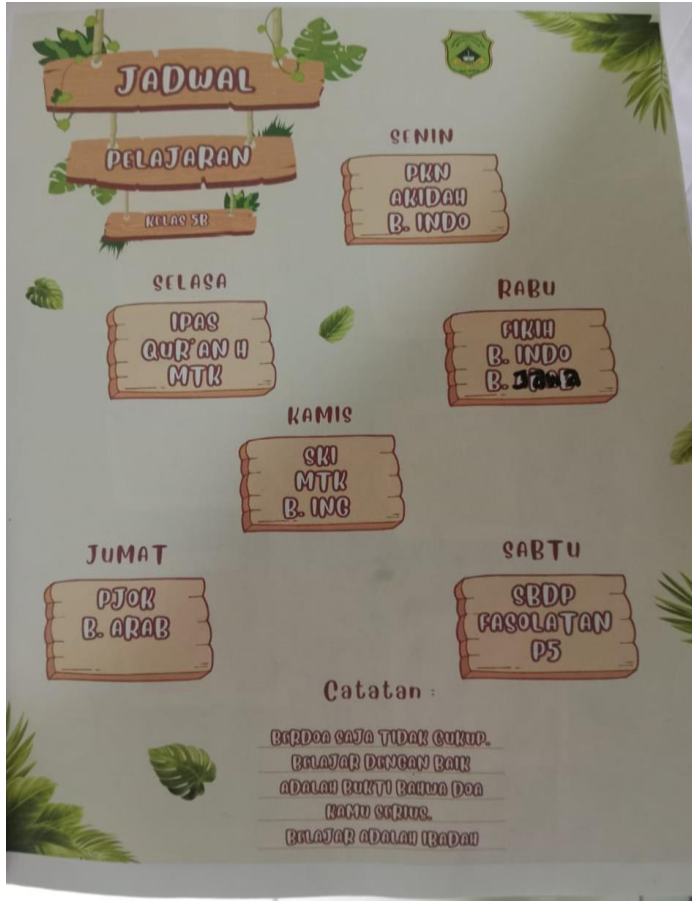 JADWAL
PELAJARAN
KELAS 5B
SENIN
PKN
AKIDAH
B. INDO
SELASA
IPAS
QUR'AN H
MTK
RABU
FIKIH
B. INDO
B.
KAMIS
SKI
MTK
B. ING
JUMAT
PJOK
B. ARAB
SABTU
SBDP
FASOLATAN
P5
Catatan :
BERDOA SAJA TIDAK CUKUP.
BELAJAR DENGAN BAIK
ADALAH BUKTI BAHWA DOA
KAMU SERIUS.
BELAJAR ADALAH IBADAH